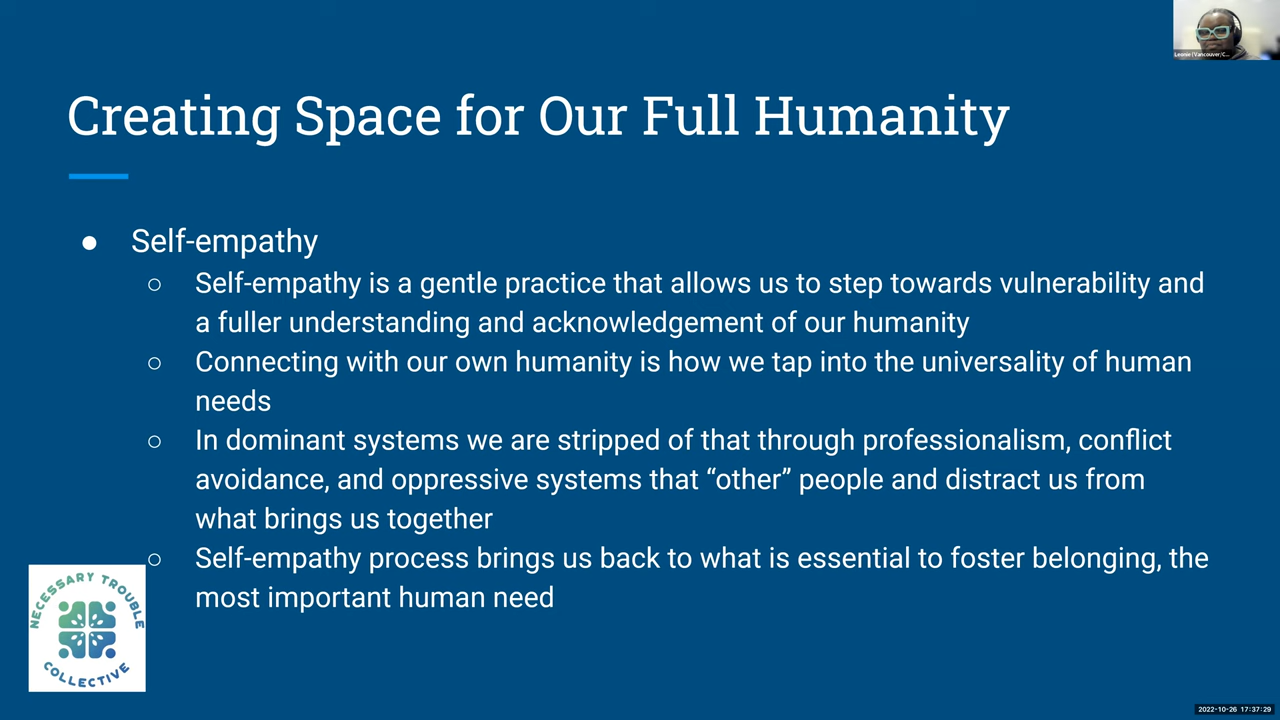 Creating Space for Our Full Humanity
● Self-empathy
○ Self-empathy is a gentle practice that allows us to step towards vulnerability and
a fuller understanding and acknowledgement of our humanity
○ Connecting with our own humanity is how we tap into the universality of human
needs
○ In dominant systems we are stripped of that through professionalism, conflict
avoidance, and oppressive systems that “other” people and distract us from
what brings us together
○ Self-empathy process brings us back to what is essential to foster belonging, the
most important human need
NECESSARY TROUBLE
COLLECTIVE
2022-10-26 17:37:29